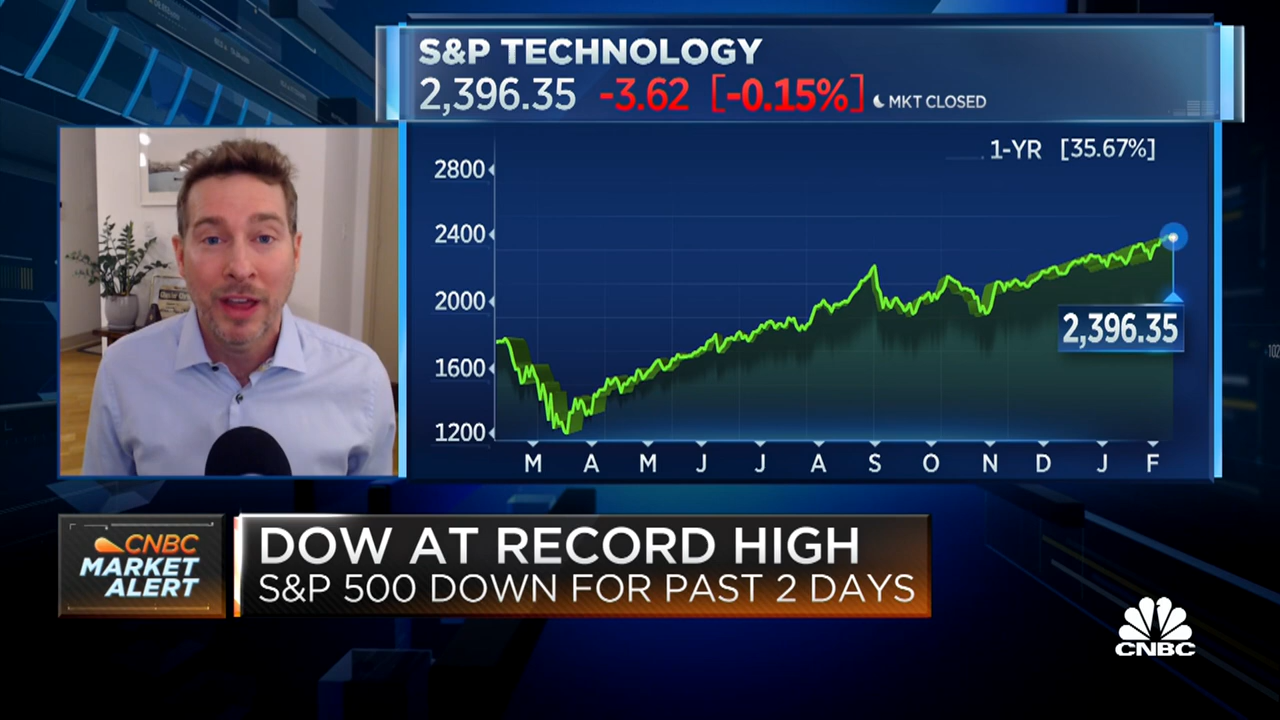 S&P TECHNOLOGY
2,396.35 -3.62 [-0.15%] MKT CLOSED
1-YR [35.67%]
2800
2400
2000
1600
1200
2,396.35
M A M J J A S O N D J F
CNBC
MARKET
ALERT
DOW AT RECORD HIGH
S&P 500 DOWN FOR PAST 2 DAYS
CNBC